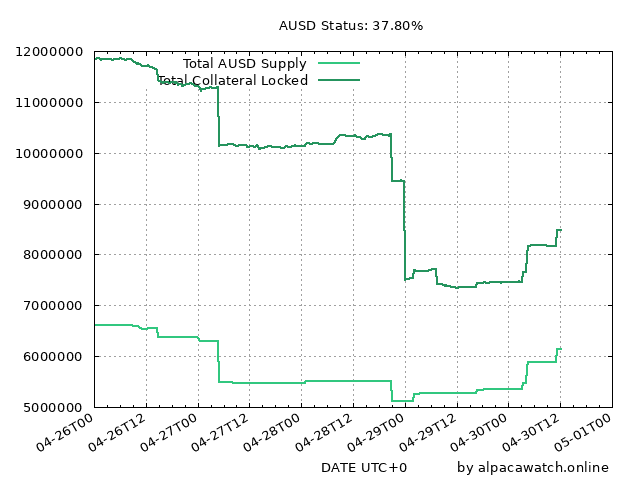 AUSD Status: 37.80%
12000000
11000000
10000000
9000000
8000000
7000000
6000000
5000000
Total AUSD Supply
Total Collateral Locked
04-26T00
04-26T12
04-27T00
04-27T12
04-28T00
04-28T12
04-29T00
04-29T12
04-30T00
04-30T12
05-01T00
DATE UTC+0
by alpacawatch.online